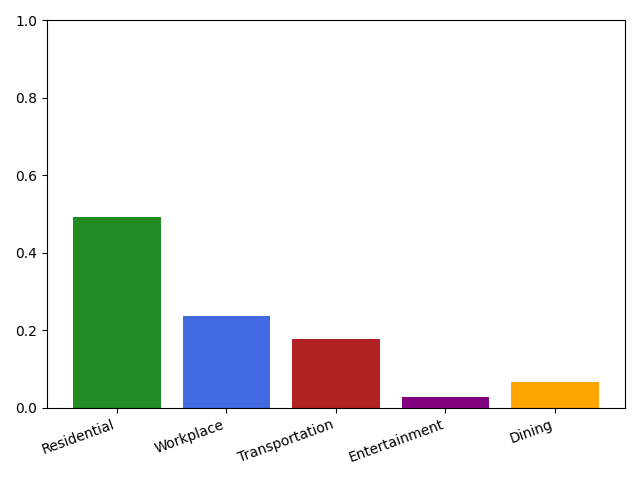 1.0
0.8
0.6
0.4
0.2
0.0
Residential
Workplace
Transportation
Entertainment
Dining